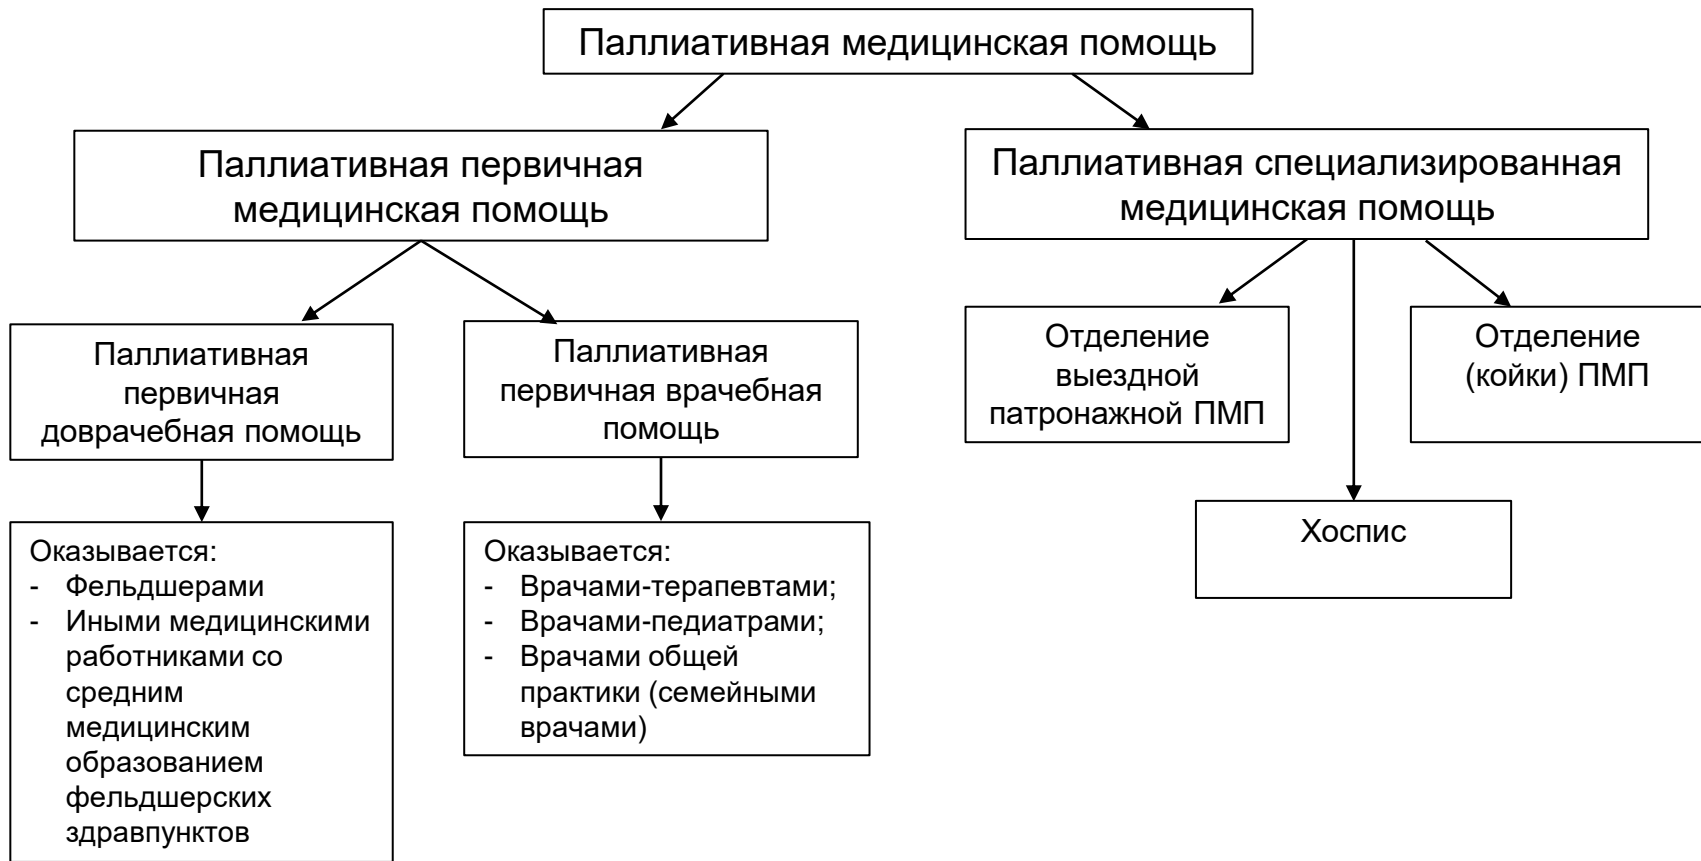 Паллиативная медицинская помощь
Паллиативная первичная
медицинская помощь
Паллиативная специализированная
медицинская помощь
Паллиативная
первичная
доврачебная помощь
Паллиативная
первичная врачебная
помощь
Отделение
выездной
патронажной ПМП
Отделение
(койки) ПМП
Хоспис
Оказывается:
- Фельдшерами
- Иными медицинскими
работниками со
средним
медицинским
образованием
фельдшерских
здравпунктов
Оказывается:
- Врачами-терапевтами;
- Врачами-педиатрами;
- Врачами общей
практики (семейными
врачами)